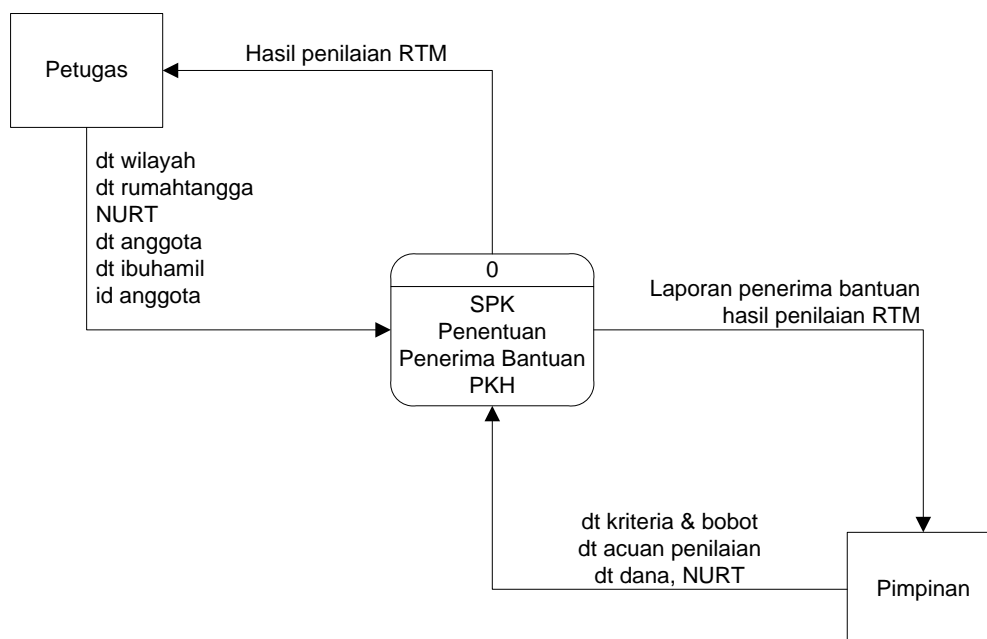 Hasil penilaian RTM
Petugas
dt wilayah
dt rumahtangga
NURT
dt anggota
dt ibuhamil
id anggota
0
SPK
Penentuan
Penerima Bantuan
PKH
Laporan penerima bantuan
hasil penilaian RTM
dt kriteria & bobot
dt acuan penilaian
dt dana, NURT
Pimpinan